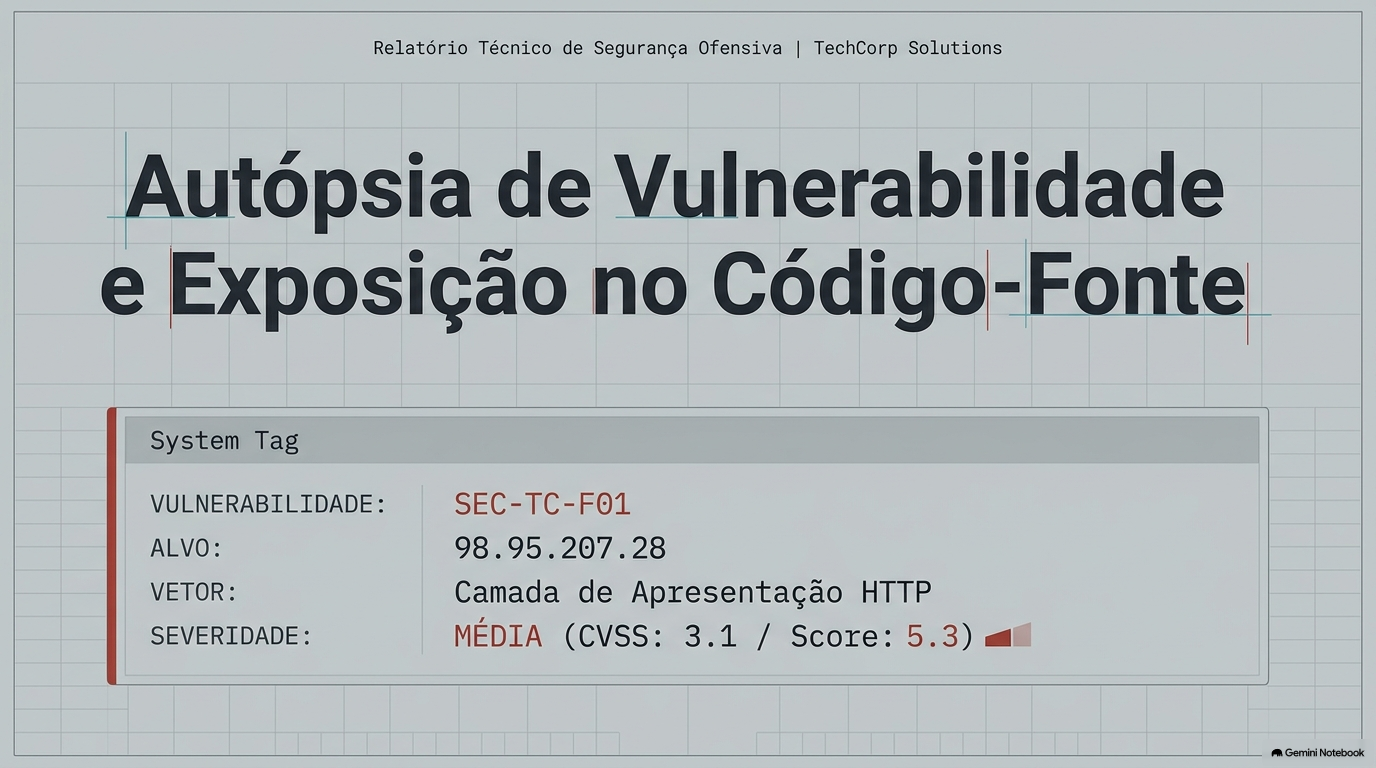 Relatório Técnico de Segurança Ofensiva | TechCorp Solutions
Autópsia de Vulnerabilidade
e Exposição no Código-Fonte
System Tag
VULNERABILIDADE: SEC-TC-F01
ALVO: 98.95.207.28
VETOR: Camada de Apresentação HTTP
SEVERIDADE: MÉDIA (CVSS: 3.1 / Score: 5.3)
Gemini Notebook